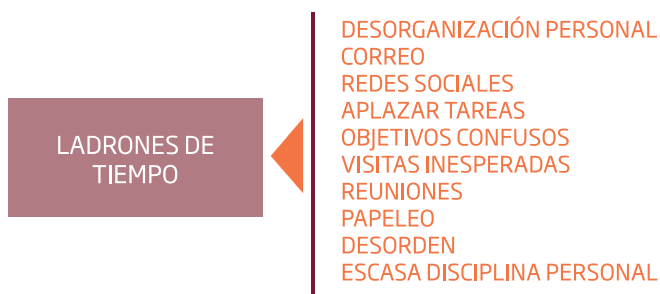 LADRONES DE
TIEMPO
DESORGANIZACIÓN PERSONAL
CORREO
REDES SOCIALES
APLAZAR TAREAS
OBJETIVOS CONFUSOS
VISITAS INESPERADAS
REUNIONES
PAPELEO
DESORDEN
ESCASA DISCIPLINA PERSONAL